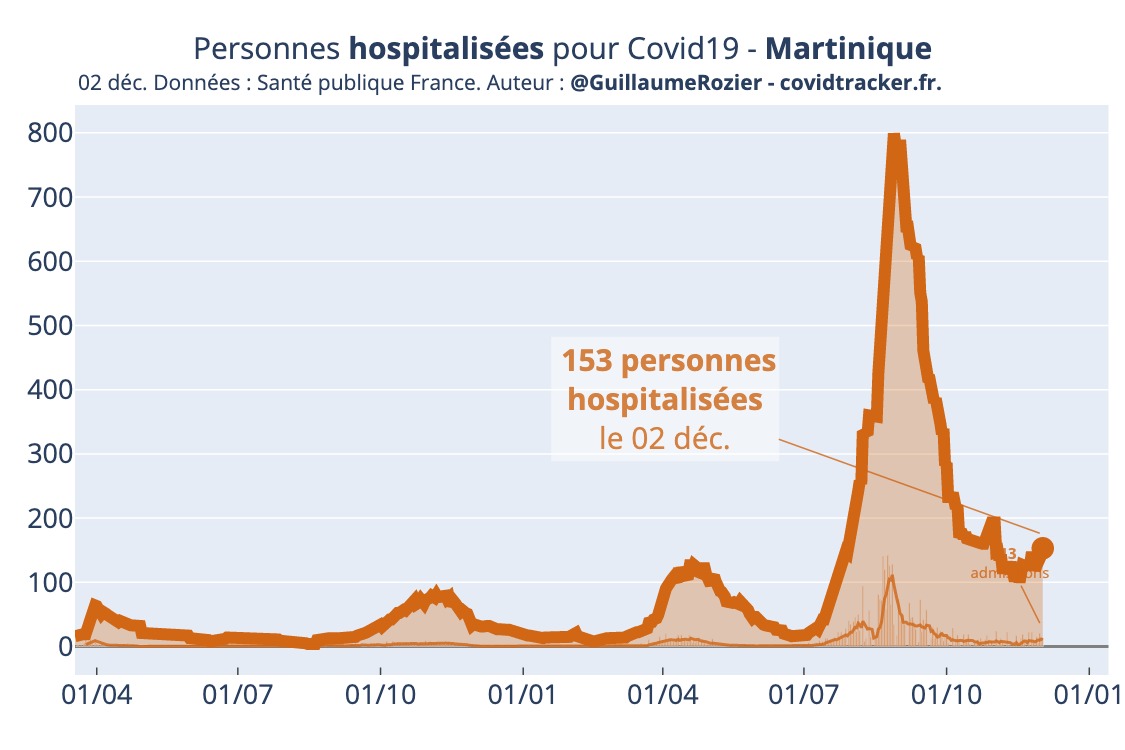 Personnes hospitalisées pour Covid19 - Martinique
02 déc. Données : Santé publique France. Auteur : @GuillaumeRozier - covidtracker.fr.
800
700
600
500
400
300
200
100
0
153 personnes
hospitalisées
le 02 déc.
01/04 01/07 01/10 01/01 01/04 01/07 01/10 01/01